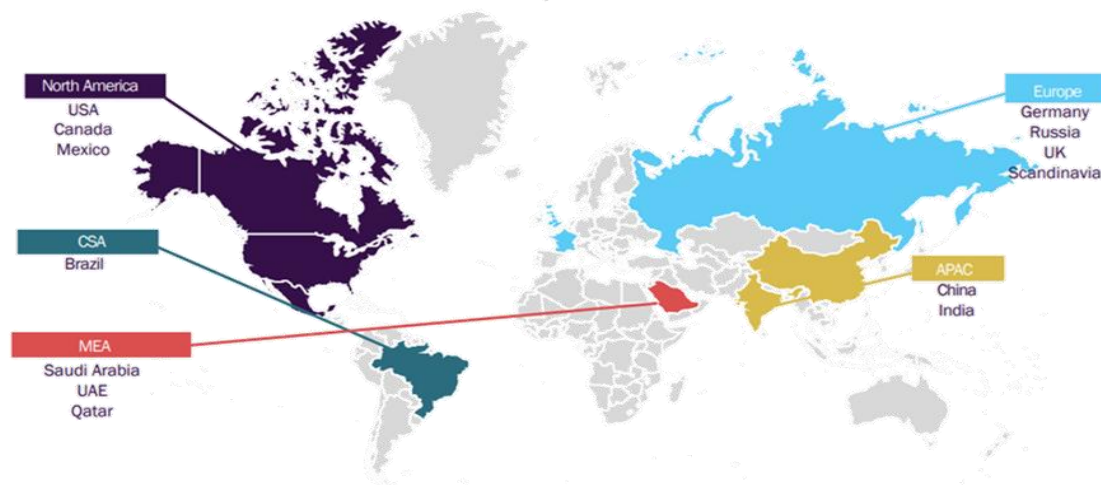 North America
USA
Canada
Mexico
CSA
Brazil
MEA
Saudi Arabia
UAE
Qatar
Europe
Germany
Russia
UK
Scandinavia
APAC
China
India